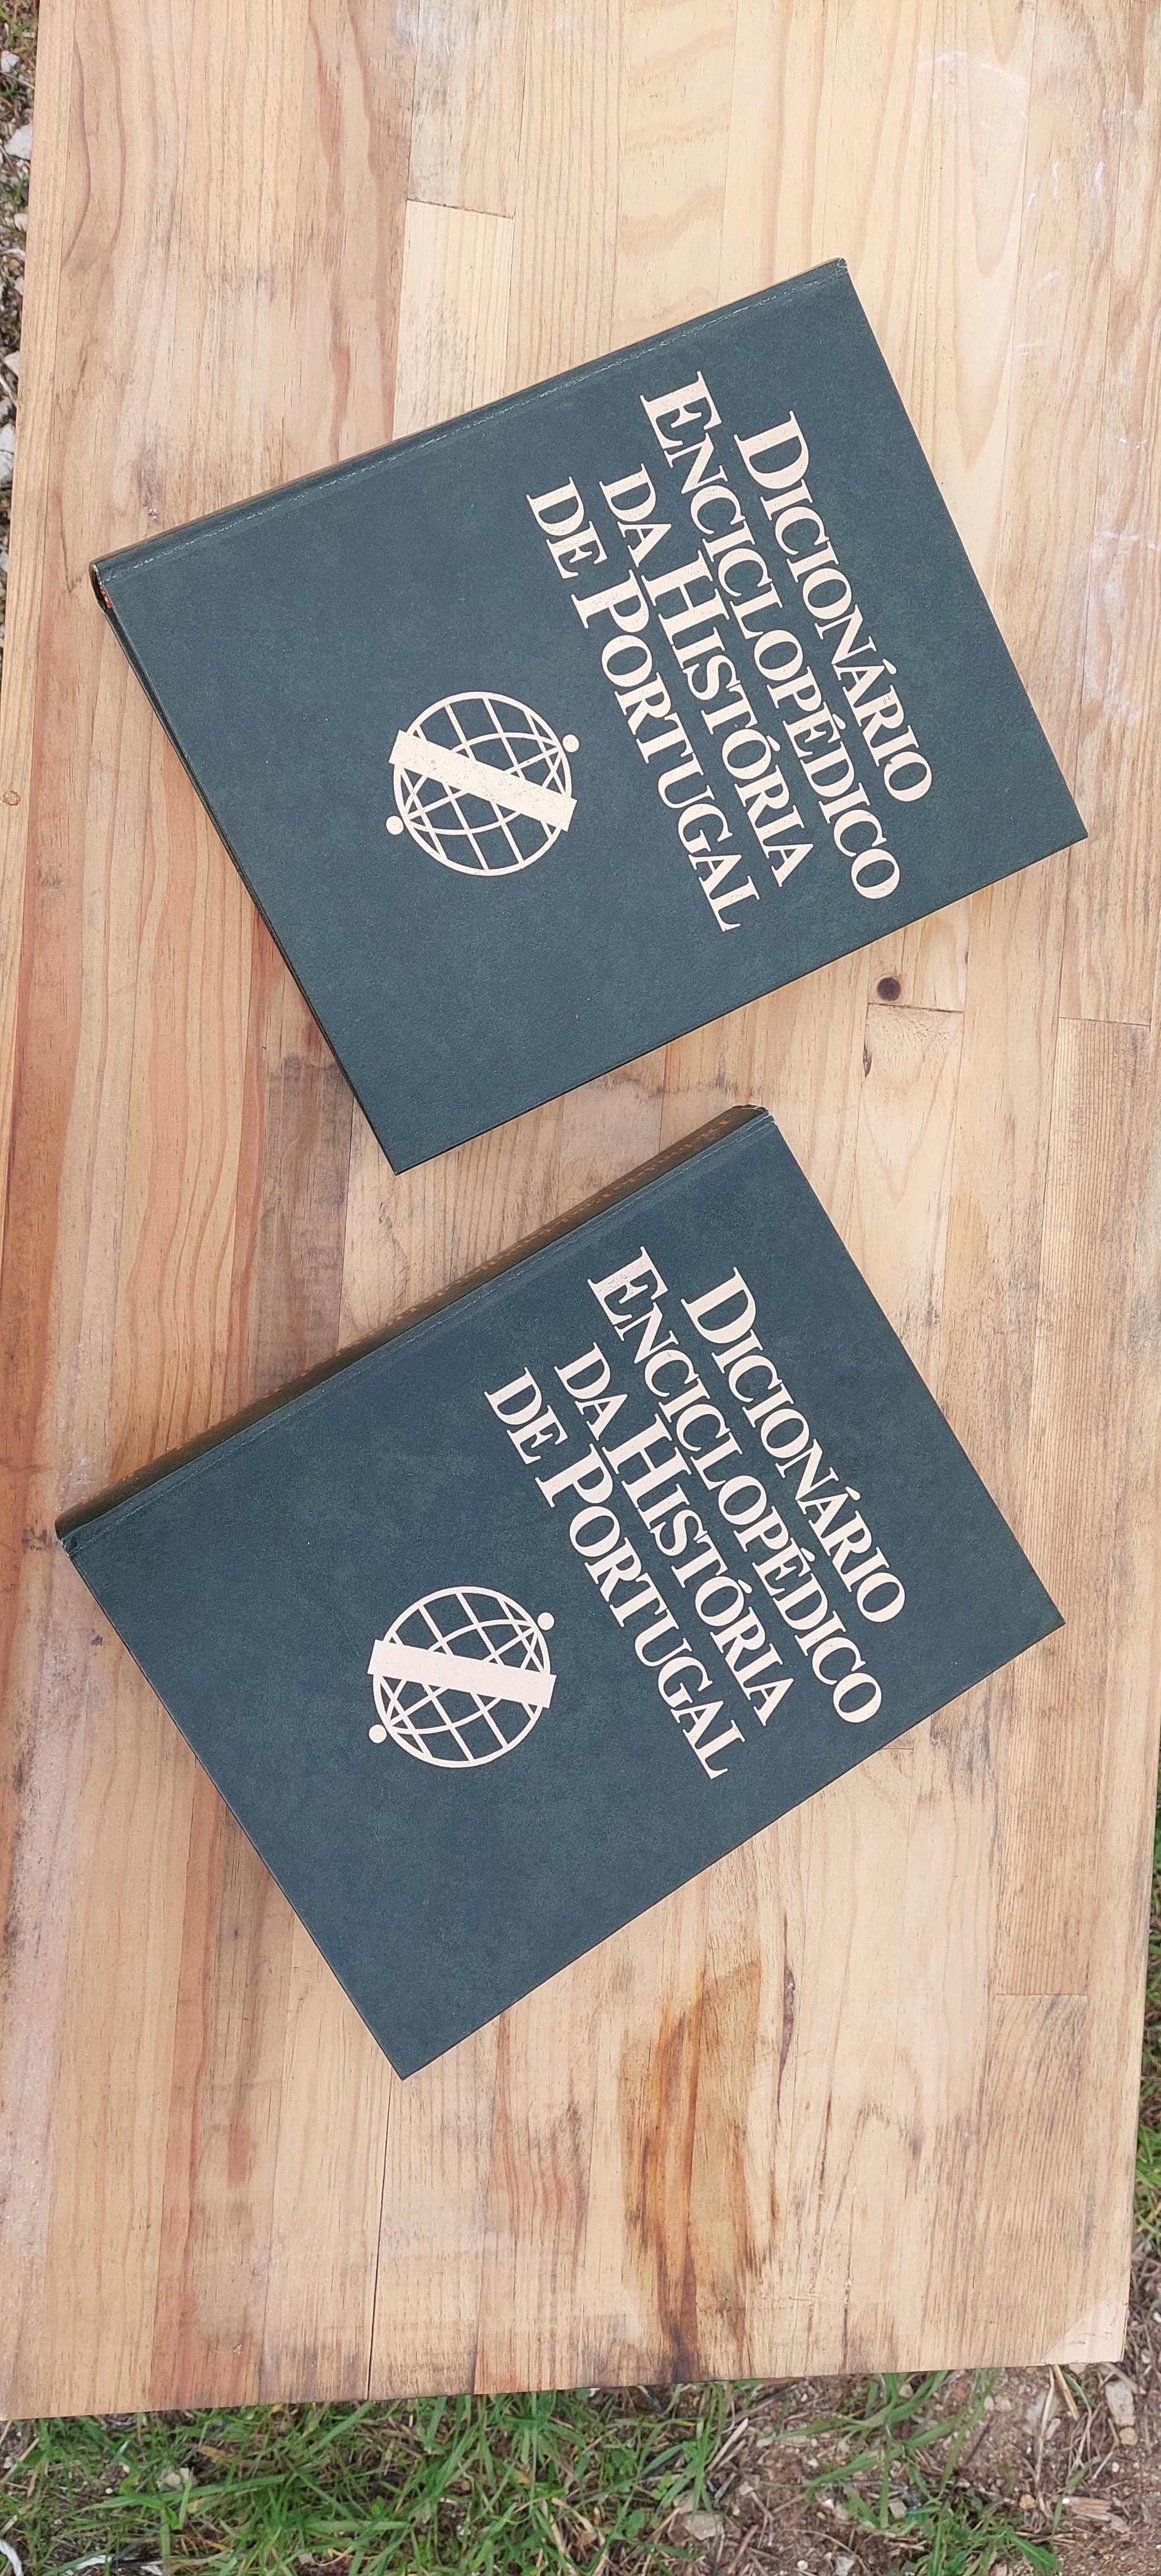 DICIONÁRIO
ENCICLOPÉDICO
DA HISTÓRIA
DE PORTUGAL
DICIONÁRIO
ENCICLOPÉDICO
DA HISTÓRIA
DE PORTUGAL